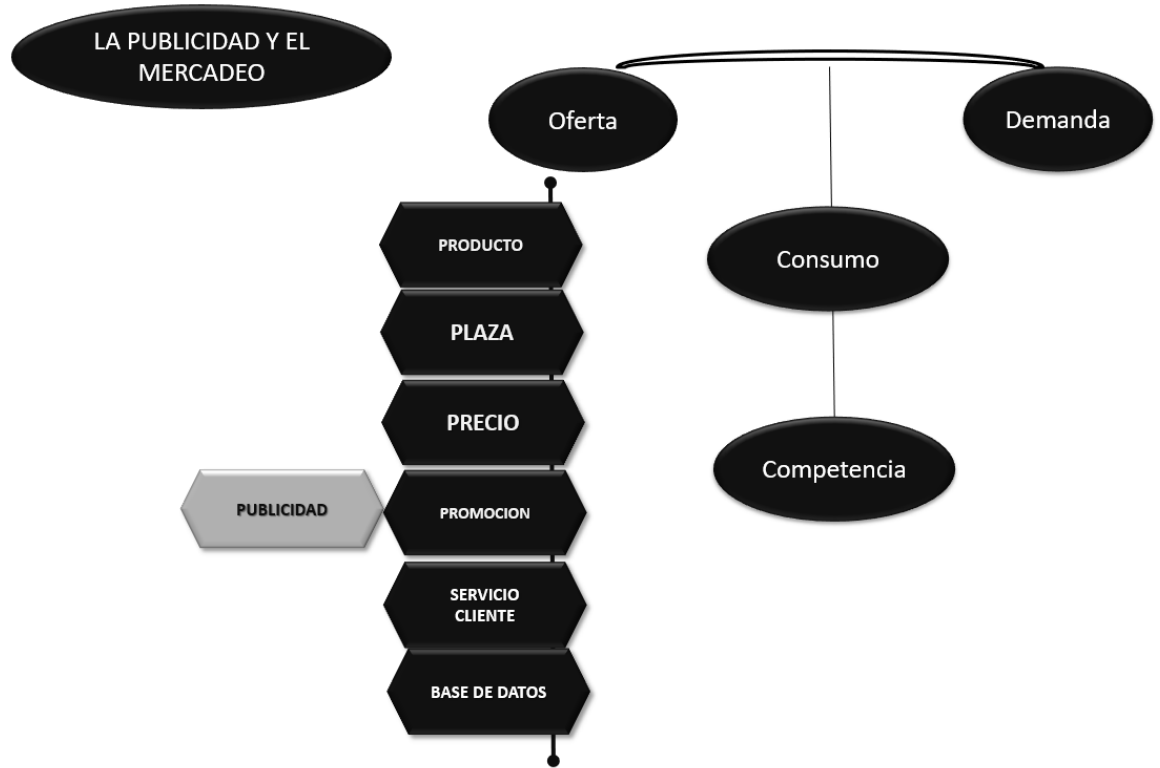 LA PUBLICIDAD Y EL
MERCADEO
Oferta
Demanda
Consumo
Competencia
PRODUCTO
PLAZA
PRECIO
PUBLICIDAD
PROMOCION
SERVICIO
CLIENTE
BASE DE DATOS